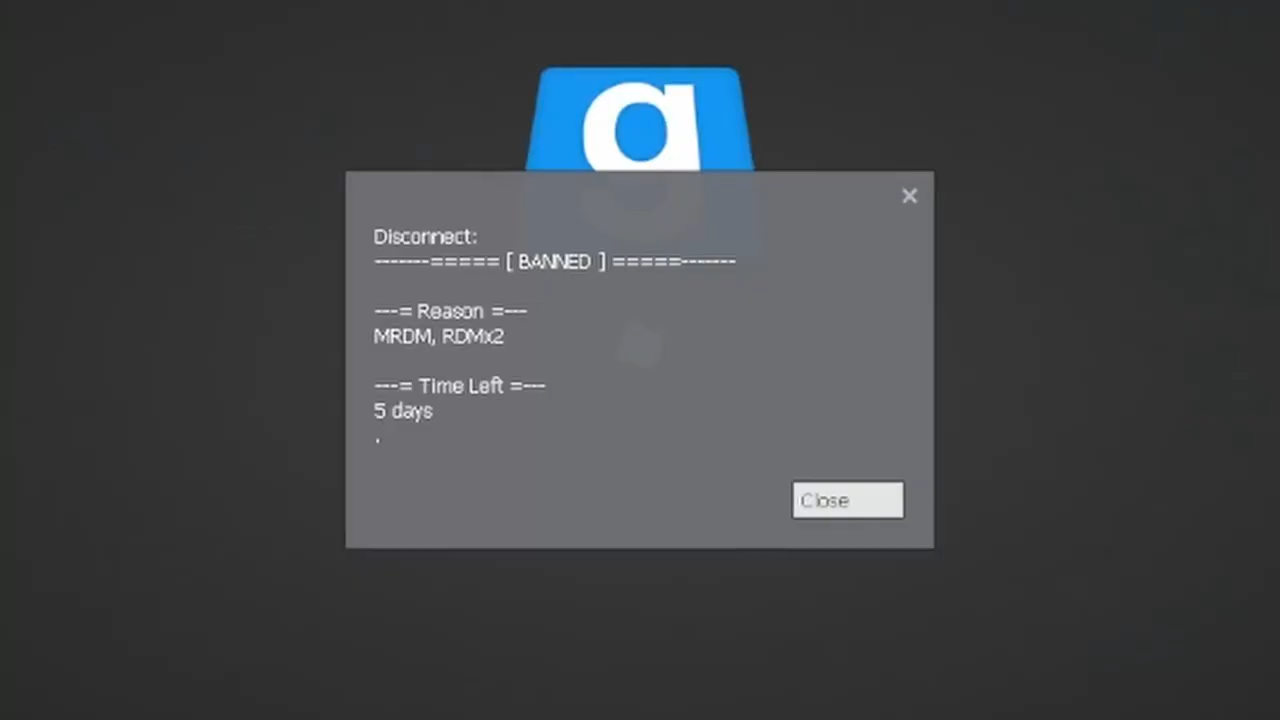 g
Disconnect:
-------===== [ BANNED ] =====-------
---= Reason =---
MRDM, RDMx2
---= Time Left =---
5 days
.
Close